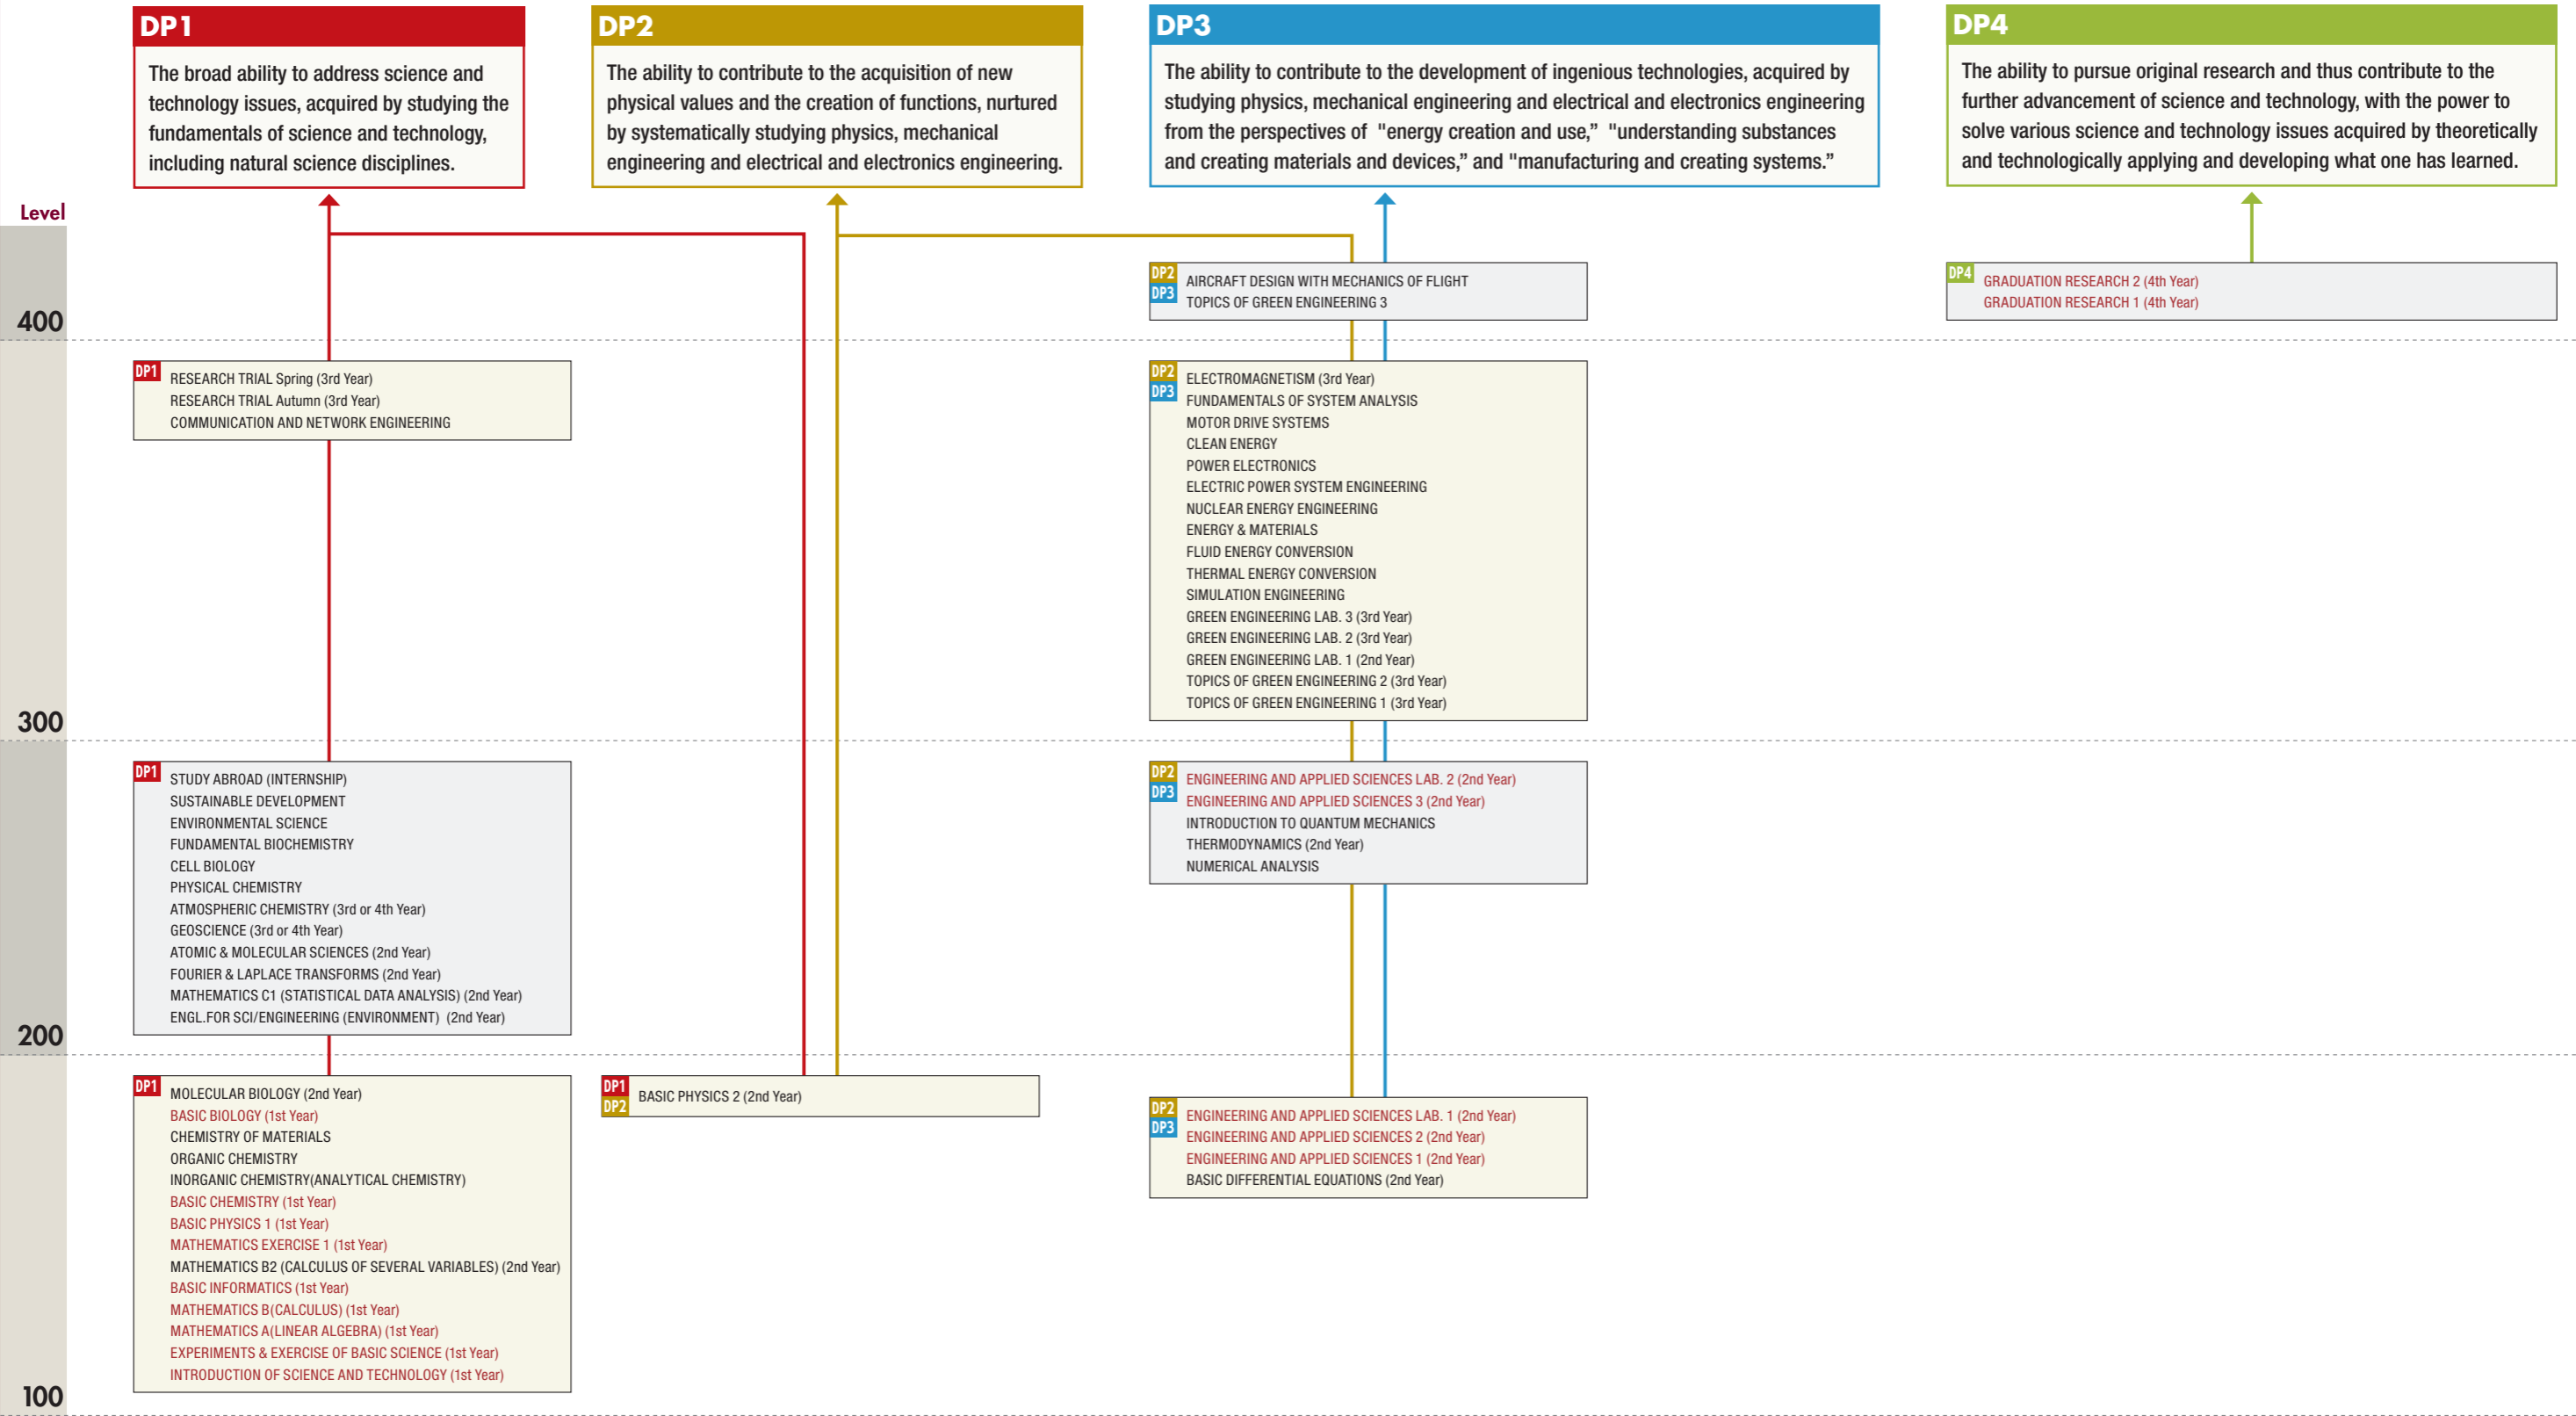 DP1
The broad ability to address science and
technology issues, acquired by studying the
fundamentals of science and technology,
including natural science disciplines.
DP2
The ability to contribute to the acquisition of new
physical values and the creation of functions, nurtured
by systematically studying physics, mechanical
engineering and electrical and electronics engineering.
DP3
The ability to contribute to the development of ingenious technologies, acquired by
studying physics, mechanical engineering and electrical and electronics engineering
from the perspectives of "energy creation and use,” "understanding substances
and creating materials and devices,” and "manufacturing and creating systems.”
DP4
The ability to pursue original research and thus contribute to the
further advancement of science and technology, with the power to
solve various science and technology issues acquired by theoretically
and technologically applying and developing what one has learned.
Level
400
DP2
DP3
AIRCRAFT DESIGN WITH MECHANICS OF FLIGHT
TOPICS OF GREEN ENGINEERING 3
DP4
GRADUATION RESEARCH 2 (4th Year)
GRADUATION RESEARCH 1 (4th Year)
300
DP1
RESEARCH TRIAL Spring (3rd Year)
RESEARCH TRIAL Autumn (3rd Year)
COMMUNICATION AND NETWORK ENGINEERING
DP2
DP3
ELECTROMAGNETISM (3rd Year)
FUNDAMENTALS OF SYSTEM ANALYSIS
MOTOR DRIVE SYSTEMS
CLEAN ENERGY
POWER ELECTRONICS
ELECTRIC POWER SYSTEM ENGINEERING
NUCLEAR ENERGY ENGINEERING
ENERGY & MATERIALS
FLUID ENERGY CONVERSION
THERMAL ENERGY CONVERSION
SIMULATION ENGINEERING
GREEN ENGINEERING LAB. 3 (3rd Year)
GREEN ENGINEERING LAB. 2 (3rd Year)
GREEN ENGINEERING LAB. 1 (2nd Year)
TOPICS OF GREEN ENGINEERING 2 (3rd Year)
TOPICS OF GREEN ENGINEERING 1 (3rd Year)
200
DP1
STUDY ABROAD (INTERNSHIP)
SUSTAINABLE DEVELOPMENT
ENVIRONMENTAL SCIENCE
FUNDAMENTAL BIOCHEMISTRY
CELL BIOLOGY
PHYSICAL CHEMISTRY
ATMOSPHERIC CHEMISTRY (3rd or 4th Year)
GEOSCIENCE (3rd or 4th Year)
ATOMIC & MOLECULAR SCIENCES (2nd Year)
FOURIER & LAPLACE TRANSFORMS (2nd Year)
MATHEMATICS C1 (STATISTICAL DATA ANALYSIS) (2nd Year)
ENGL.FOR SCI/ENGINEERING (ENVIRONMENT) (2nd Year)
DP2
DP3
ENGINEERING AND APPLIED SCIENCES LAB. 2 (2nd Year)
ENGINEERING AND APPLIED SCIENCES 3 (2nd Year)
INTRODUCTION TO QUANTUM MECHANICS
THERMODYNAMICS (2nd Year)
NUMERICAL ANALYSIS
100
DP1
MOLECULAR BIOLOGY (2nd Year)
BASIC BIOLOGY (1st Year)
CHEMISTRY OF MATERIALS
ORGANIC CHEMISTRY
INORGANIC CHEMISTRY(ANALYTICAL CHEMISTRY)
BASIC CHEMISTRY (1st Year)
BASIC PHYSICS 1 (1st Year)
MATHEMATICS EXERCISE 1 (1st Year)
MATHEMATICS B2 (CALCULUS OF SEVERAL VARIABLES) (2nd Year)
BASIC INFORMATICS (1st Year)
MATHEMATICS B(CALCULUS) (1st Year)
MATHEMATICS A(LINEAR ALGEBRA) (1st Year)
EXPERIMENTS & EXERCISE OF BASIC SCIENCE (1st Year)
INTRODUCTION OF SCIENCE AND TECHNOLOGY (1st Year)
DP1
DP2
BASIC PHYSICS 2 (2nd Year)
DP2
DP3
ENGINEERING AND APPLIED SCIENCES LAB. 1 (2nd Year)
ENGINEERING AND APPLIED SCIENCES 2 (2nd Year)
ENGINEERING AND APPLIED SCIENCES 1 (2nd Year)
BASIC DIFFERENTIAL EQUATIONS (2nd Year)